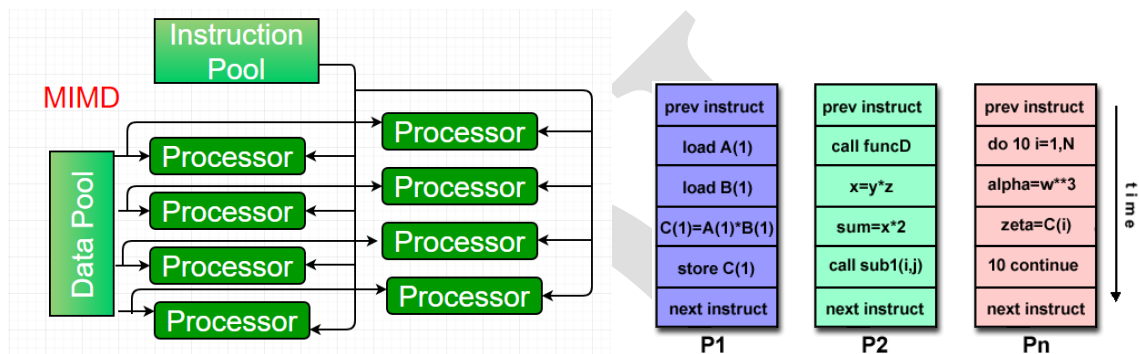 Instruction
Pool
MIMD
Data Pool
Processor
Processor
Processor
Processor
Processor
Processor
Processor
Processor
prev instruct
load A(1)
load B(1)
C(1)=A(1)*B(1)
store C(1)
next instruct
P1
prev instruct
call funcD
x=y*z
sum=x*2
call sub1(i,j)
next instruct
P2
prev instruct
do 10 i=1,N
alpha=w**3
zeta=C(i)
10 continue
next instruct
Pn
time